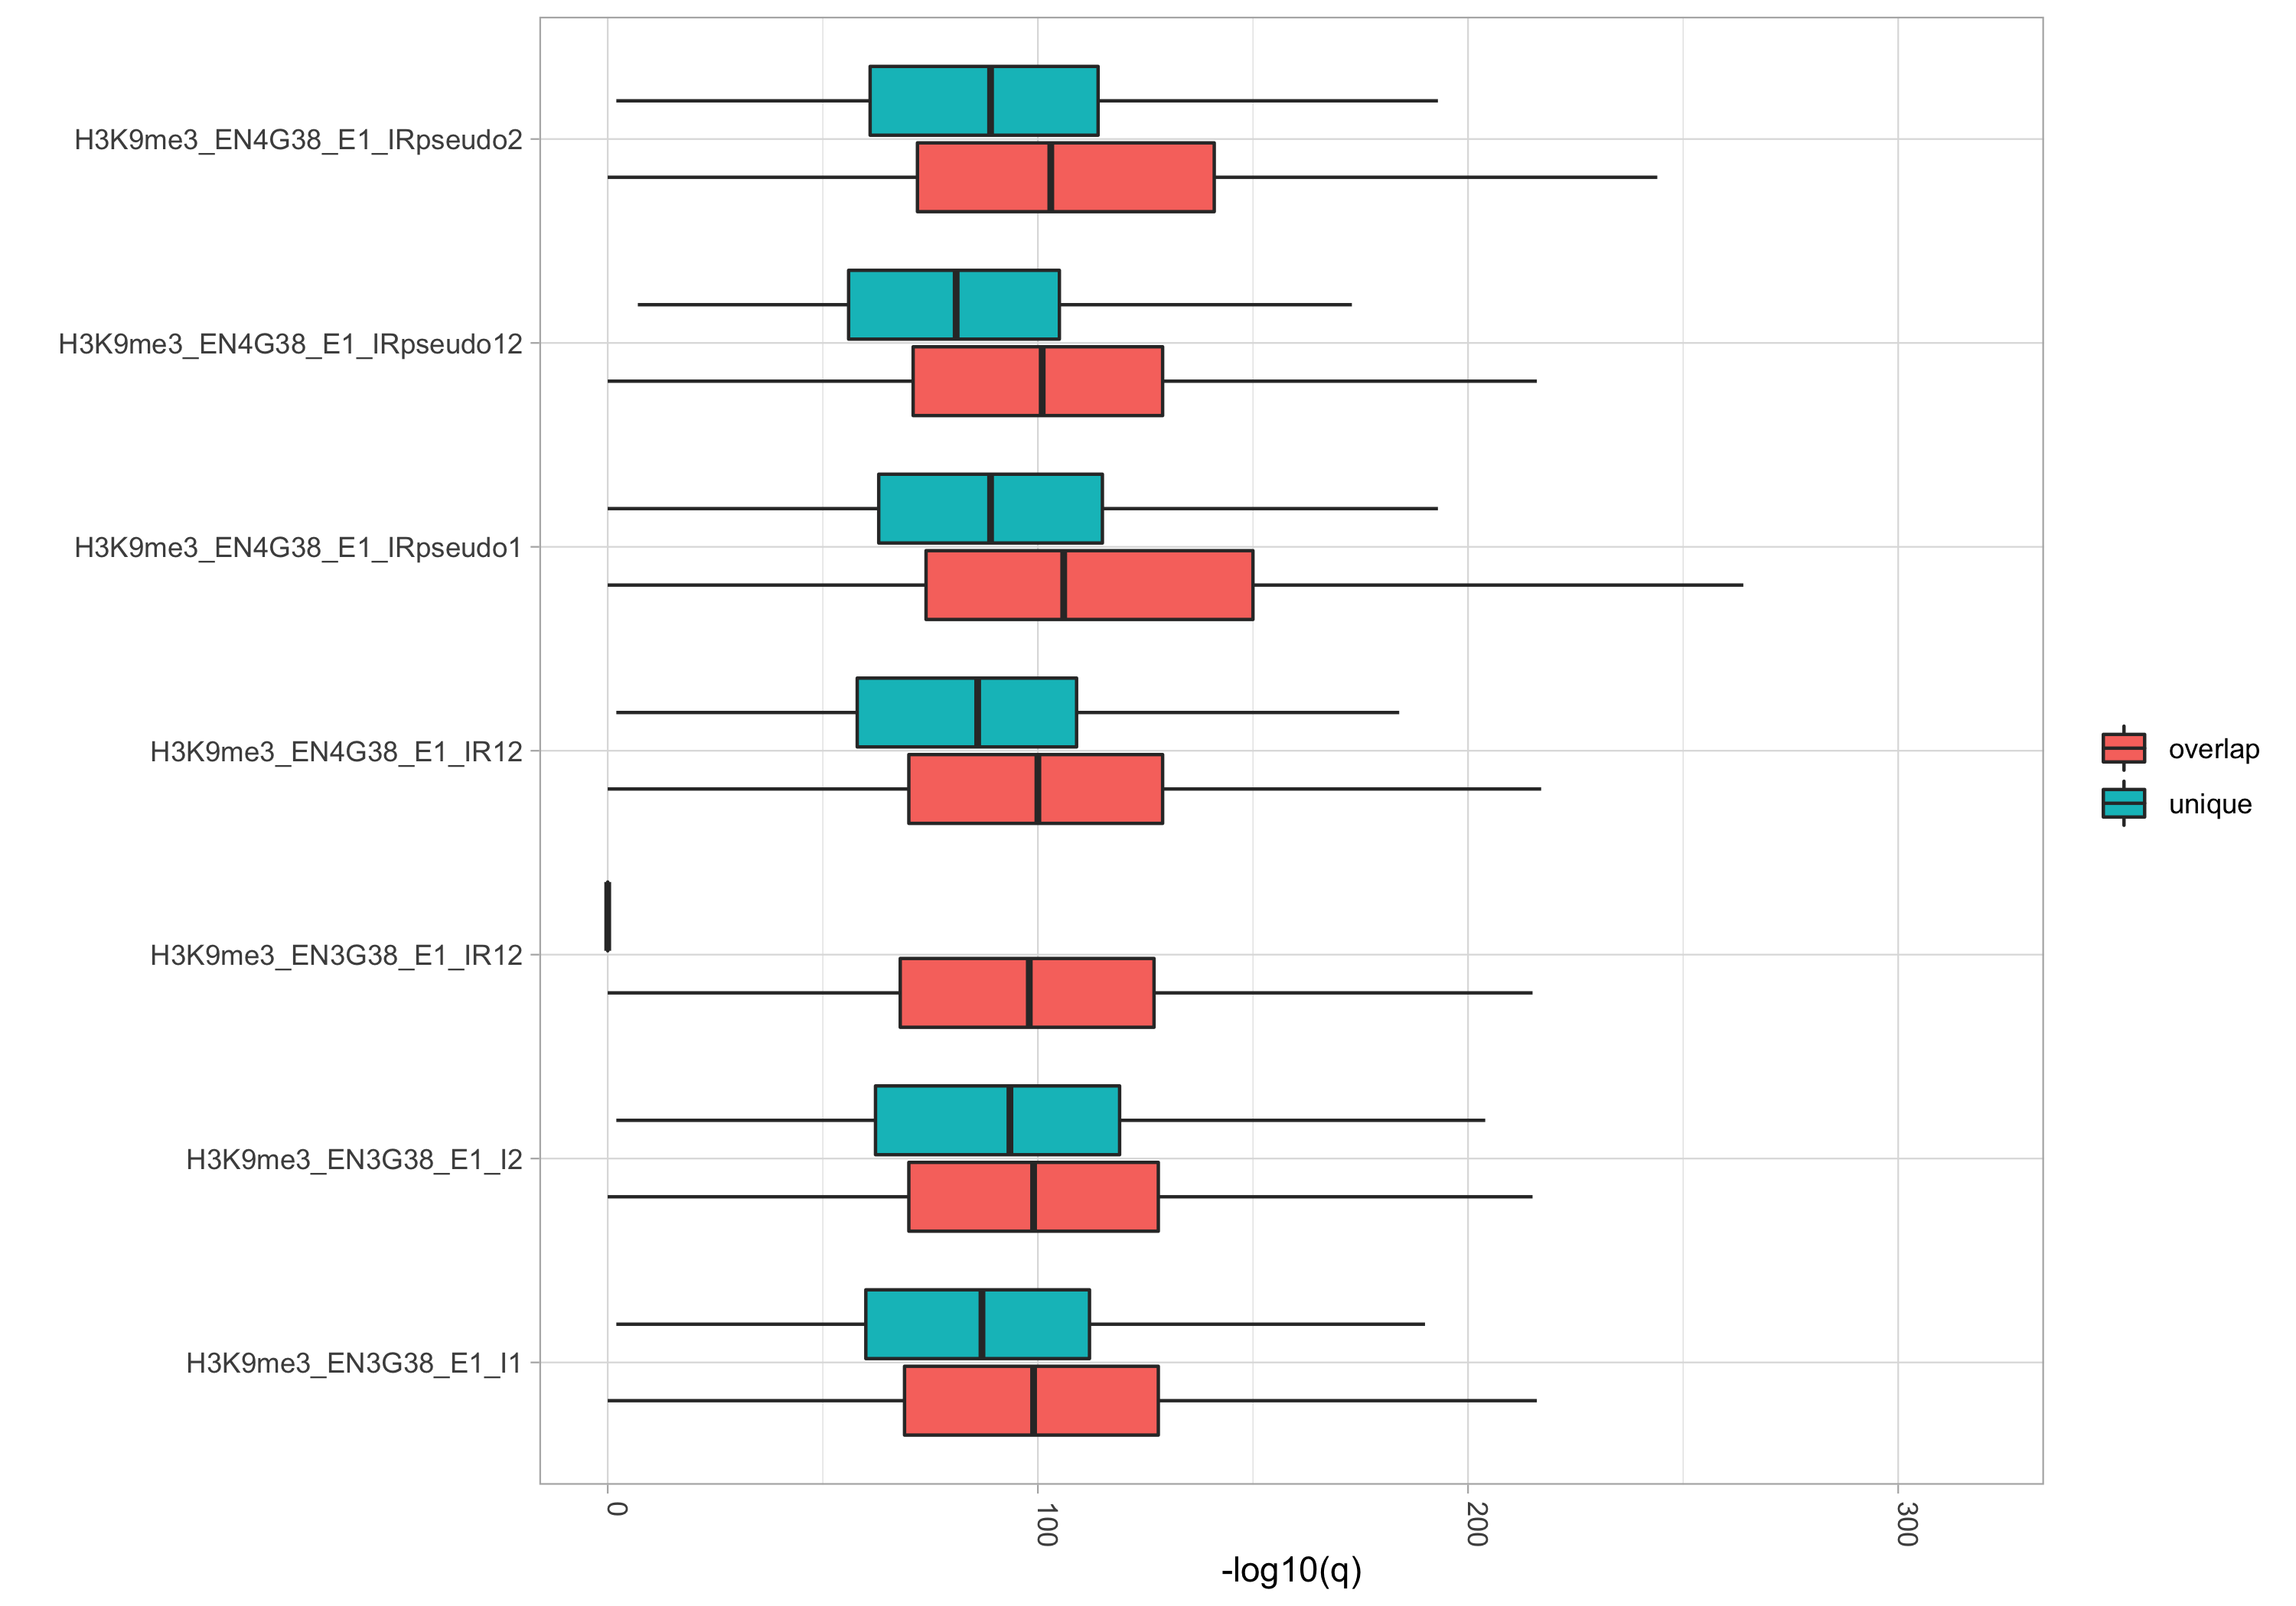 H3K9me3_EN4G38_E1_IRpseudo2
H3K9me3_EN4G38_E1_IRpseudo12
H3K9me3_EN4G38_E1_IRpseudo1
H3K9me3_EN4G38_E1_IR12
H3K9me3_EN3G38_E1_IR12
H3K9me3_EN3G38_E1_I2
H3K9me3_EN3G38_E1_I1
overlap
unique
0
100
200
300
-log10(q)